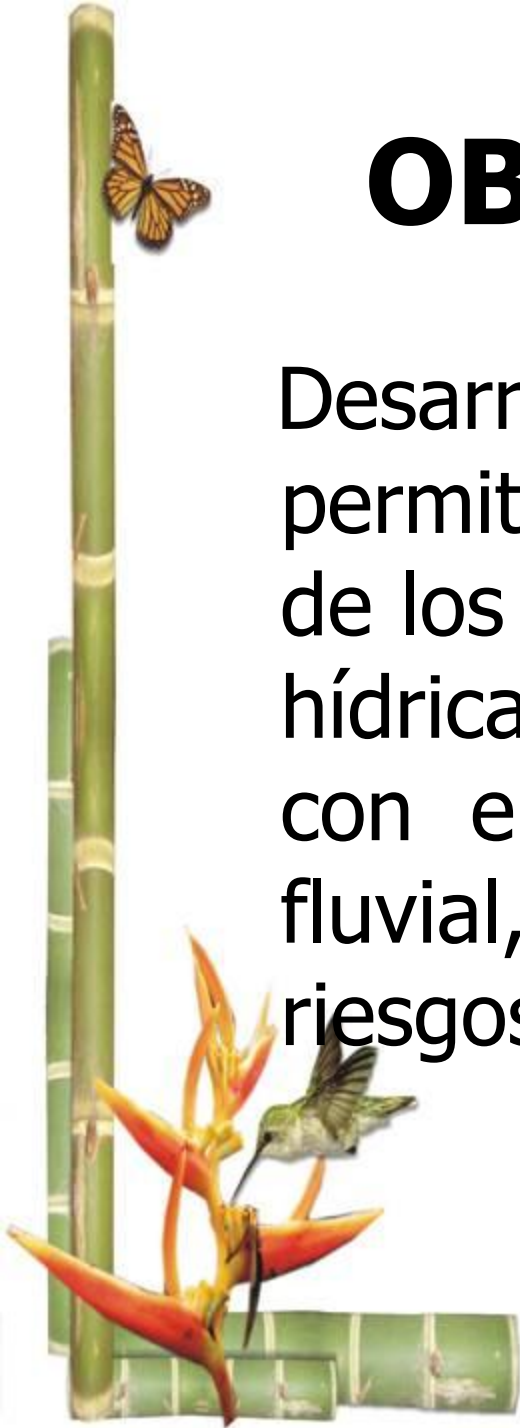 OB
Desarr
permit
de los
hídrica
con e
fluvial,
riesgos